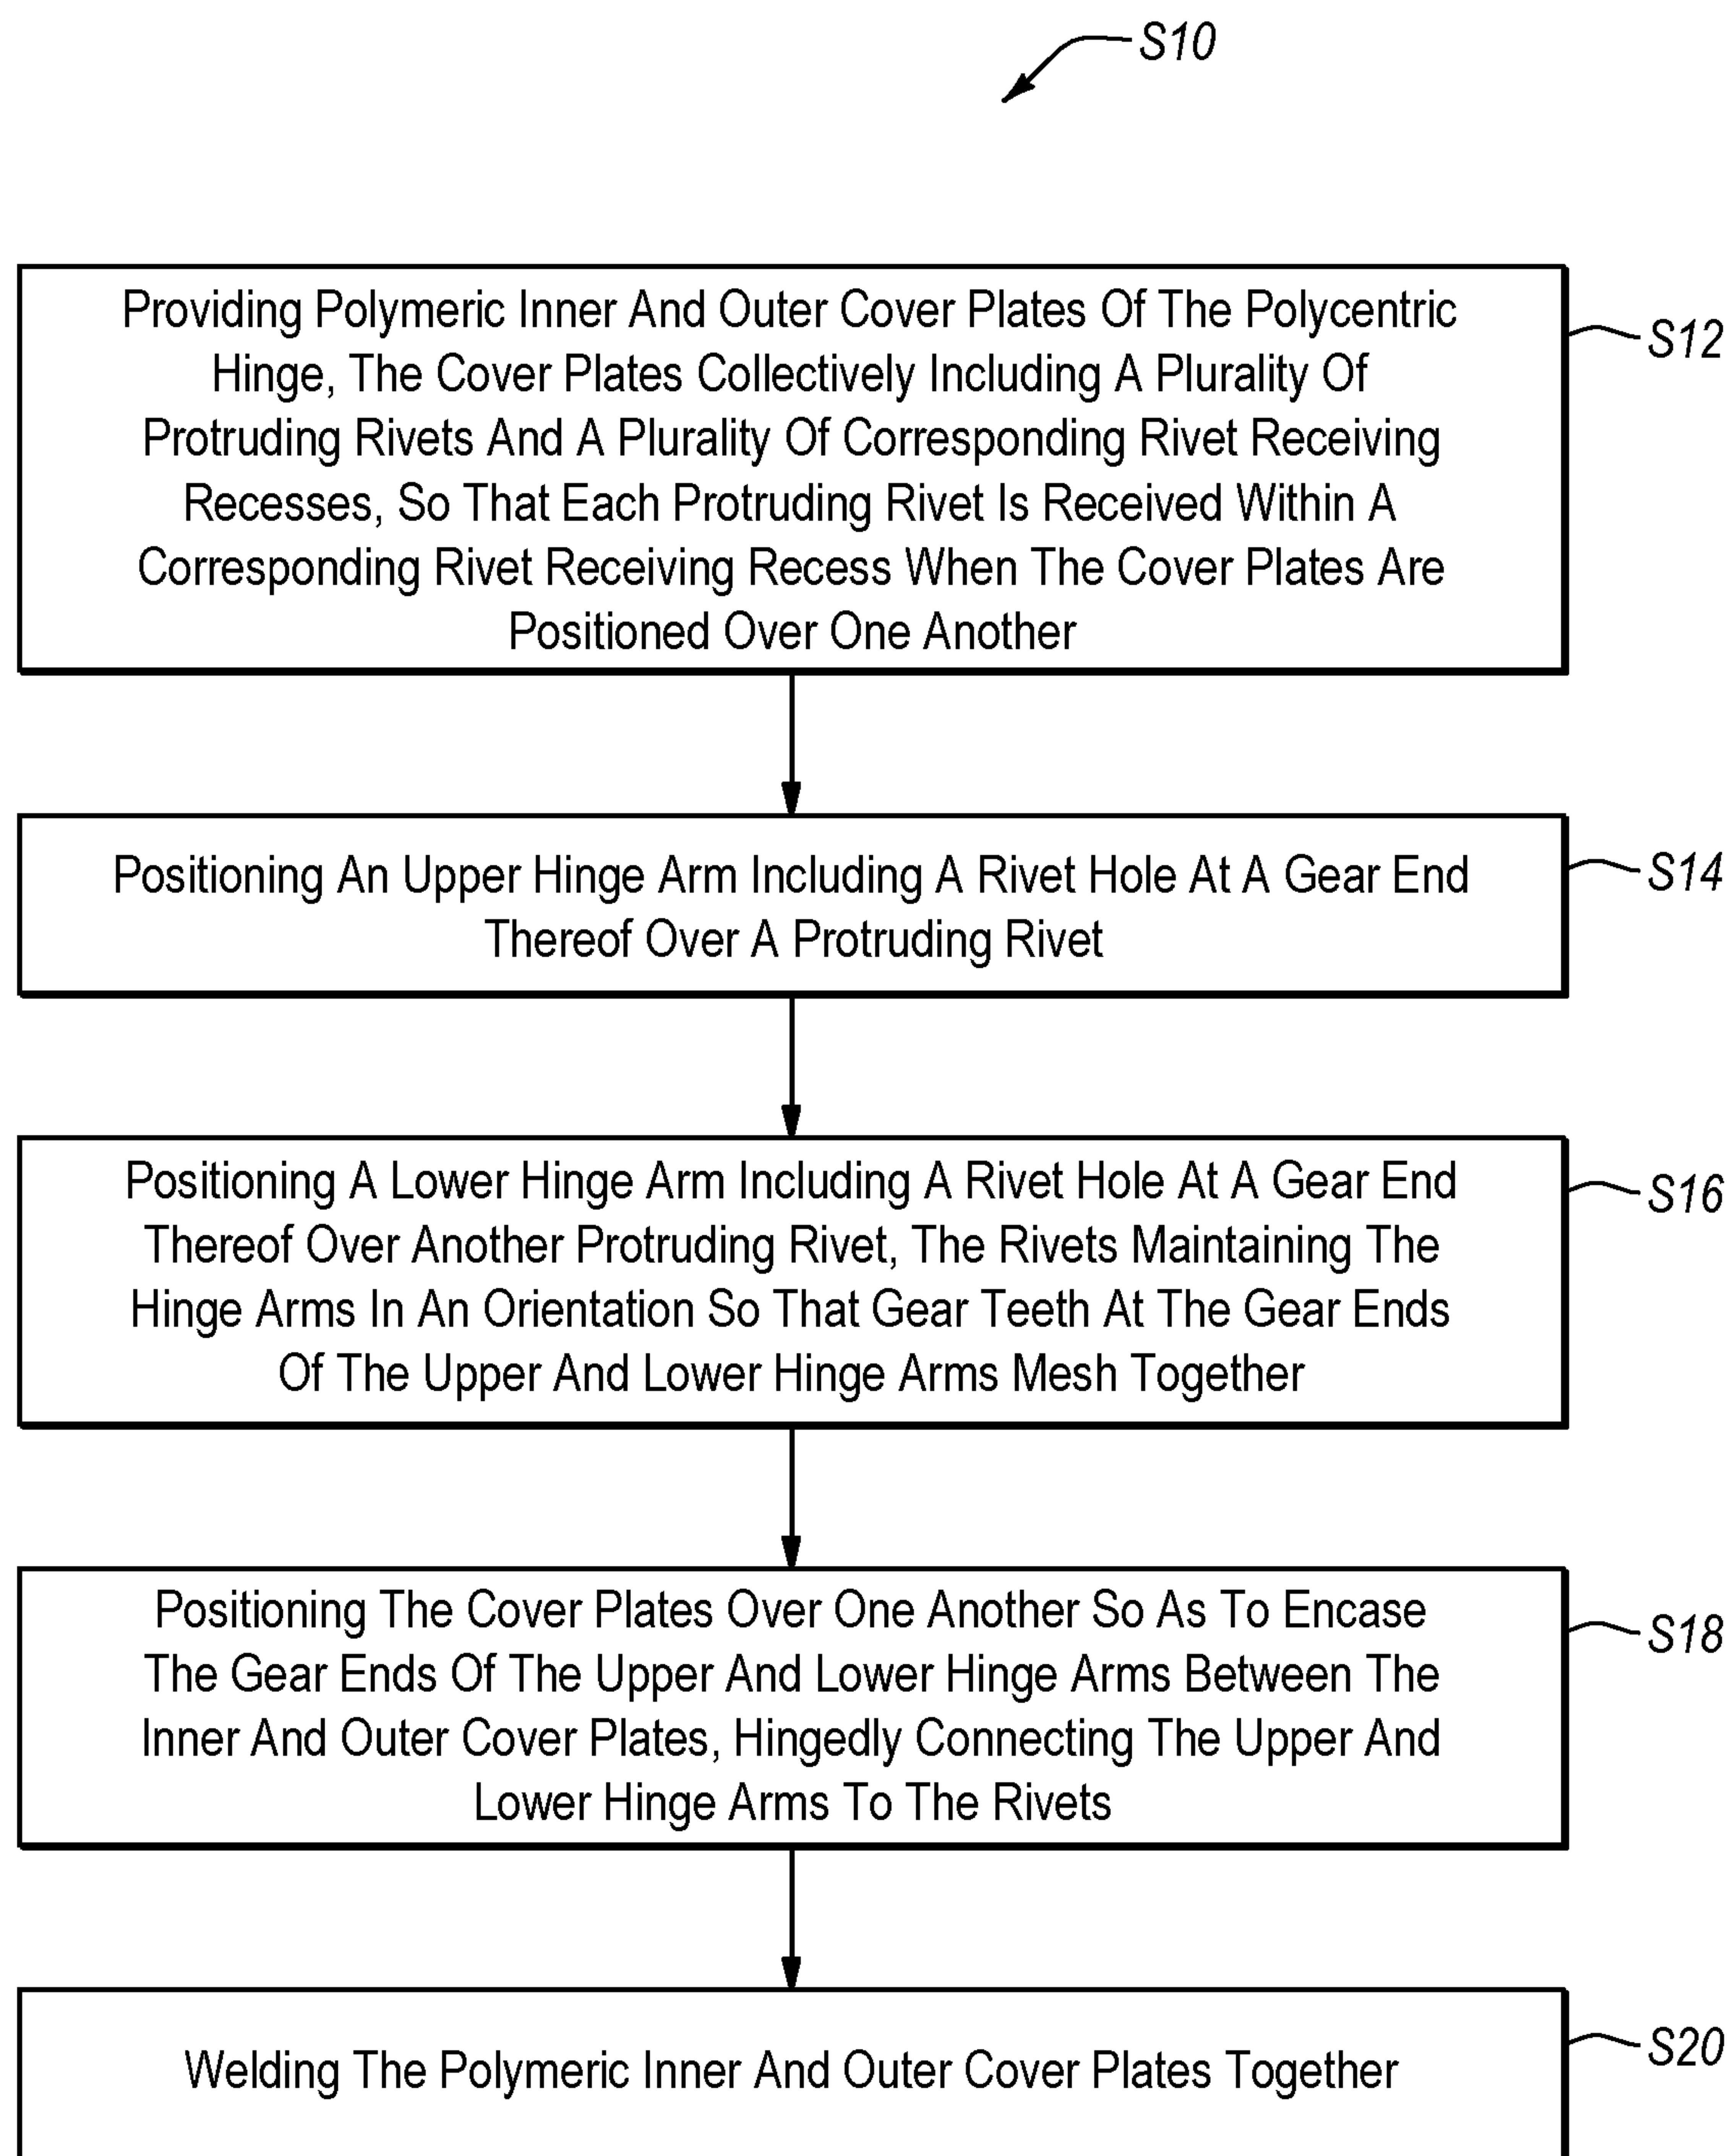 S10
Providing Polymeric Inner And Outer Cover Plates Of The Polycentric
Hinge, The Cover Plates Collectively Including A Plurality Of
Protruding Rivets And A Plurality Of Corresponding Rivet Receiving
Recesses, So That Each Protruding Rivet Is Received Within A
Corresponding Rivet Receiving Recess When The Cover Plates Are
Positioned Over One Another
S12
Positioning An Upper Hinge Arm Including A Rivet Hole At A Gear End
Thereof Over A Protruding Rivet
S14
Positioning A Lower Hinge Arm Including A Rivet Hole At A Gear End
Thereof Over Another Protruding Rivet, The Rivets Maintaining The
Hinge Arms In An Orientation So That Gear Teeth At The Gear Ends
Of The Upper And Lower Hinge Arms Mesh Together
S16
Positioning The Cover Plates Over One Another So As To Encase
The Gear Ends Of The Upper And Lower Hinge Arms Between The
Inner And Outer Cover Plates, Hingedly Connecting The Upper And
Lower Hinge Arms To The Rivets
S18
Welding The Polymeric Inner And Outer Cover Plates Together
S20